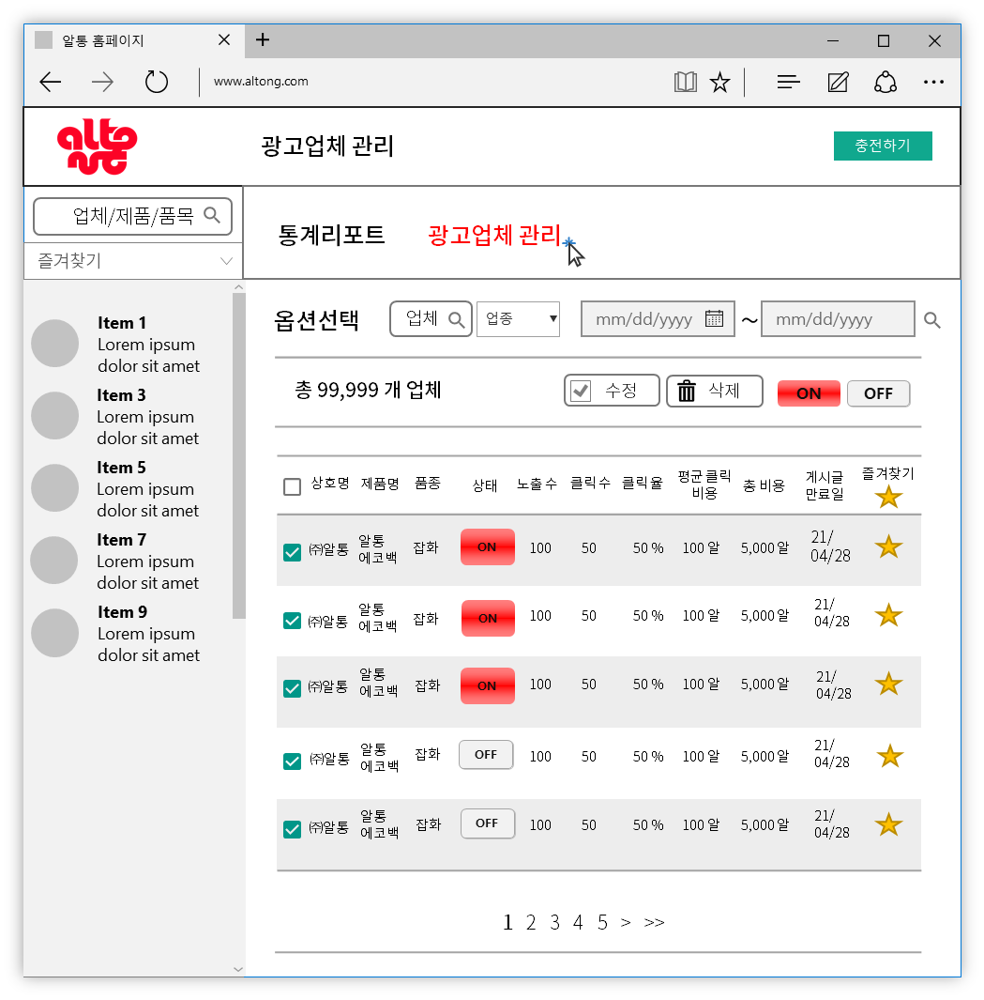 알통 홈페이지
www.altong.com
alto
광고업체 관리
충전하기
업체/제품/품목
즐겨찾기
통계리포트 광고업체 관리
Item 1
Lorem ipsum
dolor sit amet
Item 3
Lorem ipsum
dolor sit amet
Item 5
Lorem ipsum
dolor sit amet
Item 7
Lorem ipsum
dolor sit amet
Item 9
Lorem ipsum
dolor sit amet
옵션선택 업체 업종 mm/dd/yyyy ~ mm/dd/yyyy
총 99,999 개 업체 수정 삭제 ON OFF
상호명 제품명 품종 상태 노출 수 클릭 수 클릭 율 평균 클릭 비용 총 비용 게시글 만료일 즐겨찾기
㈜알통 알통 에코백 잡화 ON 100 50 50 % 100 알 5,000 알 21/ 04/28
㈜알통 알통 에코백 잡화 ON 100 50 50 % 100 알 5,000 알 21/ 04/28
㈜알통 알통 에코백 잡화 ON 100 50 50 % 100 알 5,000 알 21/ 04/28
㈜알통 알통 에코백 잡화 OFF 100 50 50 % 100 알 5,000 알 21/ 04/28
㈜알통 알통 에코백 잡화 OFF 100 50 50 % 100 알 5,000 알 21/ 04/28
1 2 3 4 5 > >>